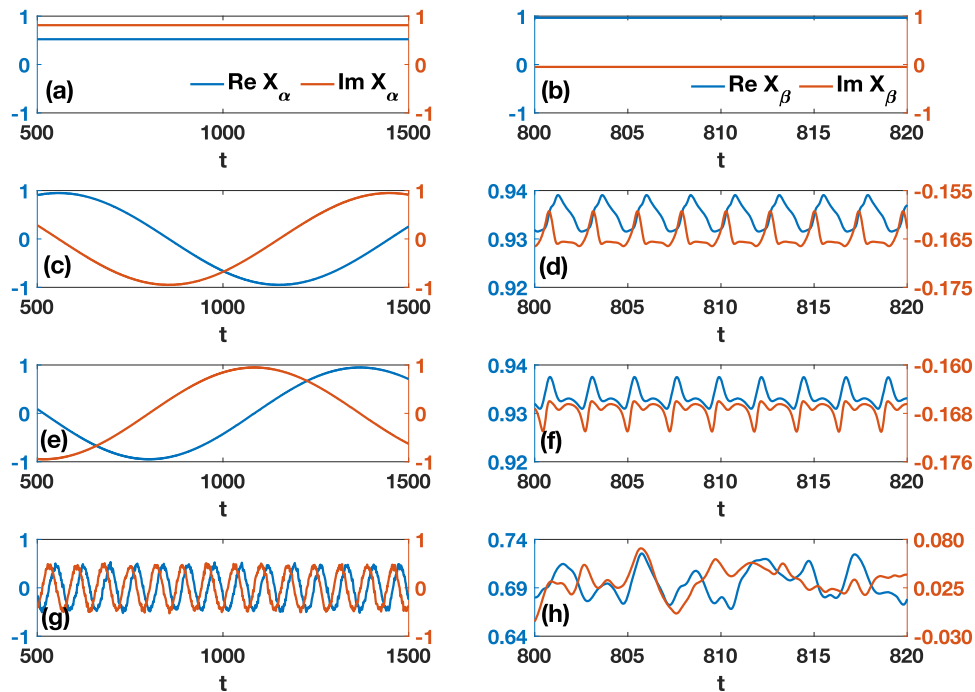 1 1 1 1
0 0 0 0
-1 (a) Re X_α Im X_α -1 -1 (b) Re X_β Im X_β -1
500 1000 1500 800 805 810 815 820
t t
1 1 0.94 -0.155
0 0 0.93 -0.165
-1 (c) -1 0.92 (d) -0.175
500 1000 1500 800 805 810 815 820
t t
1 1 0.94 -0.160
0 0 0.93 -0.168
-1 (e) -1 0.92 (f) -0.176
500 1000 1500 800 805 810 815 820
t t
1 1 0.74 0.080
0 0 0.69 0.025
-1 (g) -1 0.64 (h) -0.030
500 1000 1500 800 805 810 815 820
t t